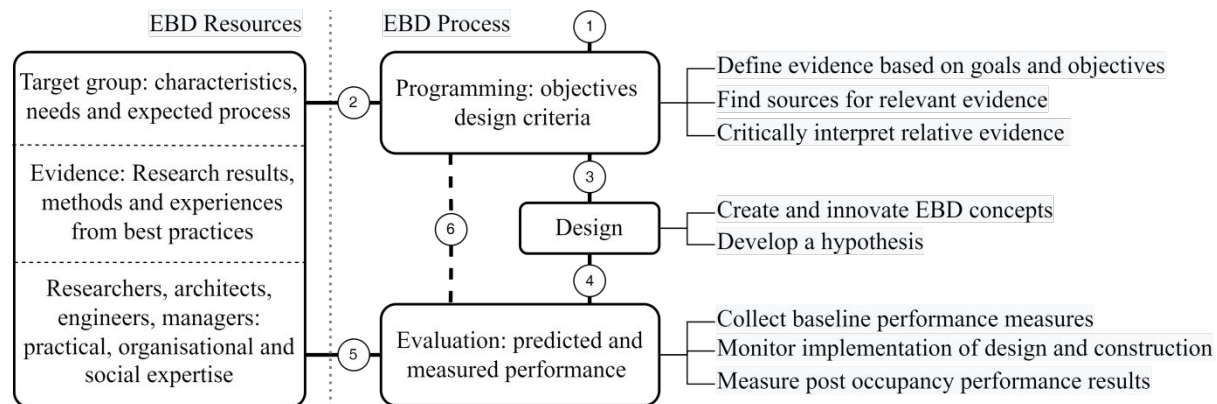 EBD Resources
EBD Process
1
Target group: characteristics,
needs and expected process
2
Programming: objectives
design criteria
Define evidence based on goals and objectives
Find sources for relevant evidence
Critically interpret relative evidence
Evidence: Research results,
methods and experiences
from best practices
3
6
Design
Create and innovate EBD concepts
Develop a hypothesis
4
Researchers, architects,
engineers, managers:
practical, organisational and
social expertise
5
Evaluation: predicted and
measured performance
Collect baseline performance measures
Monitor implementation of design and construction
Measure post occupancy performance results